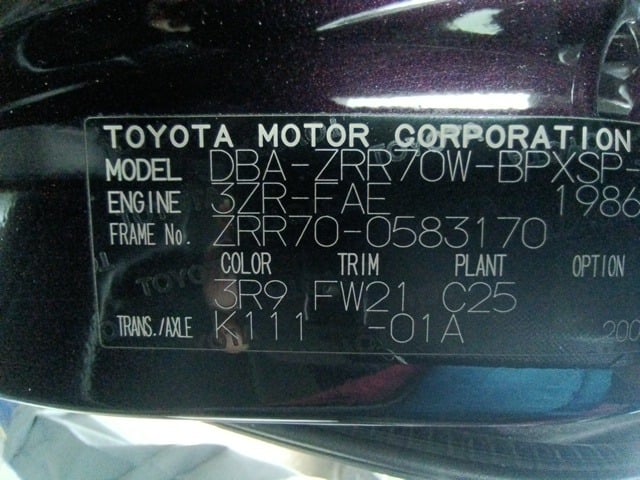 TOYOTA MOTOR CORPORATION
MODEL DBA-ZRR70W-BPXSP-
ENGINE 3ZR-FAE 1986
FRAME No. ZRR70-0583170
COLOR TRIM PLANT OPTION
3R9 FW21 C25
TRANS./AXLE K111 -01A 200